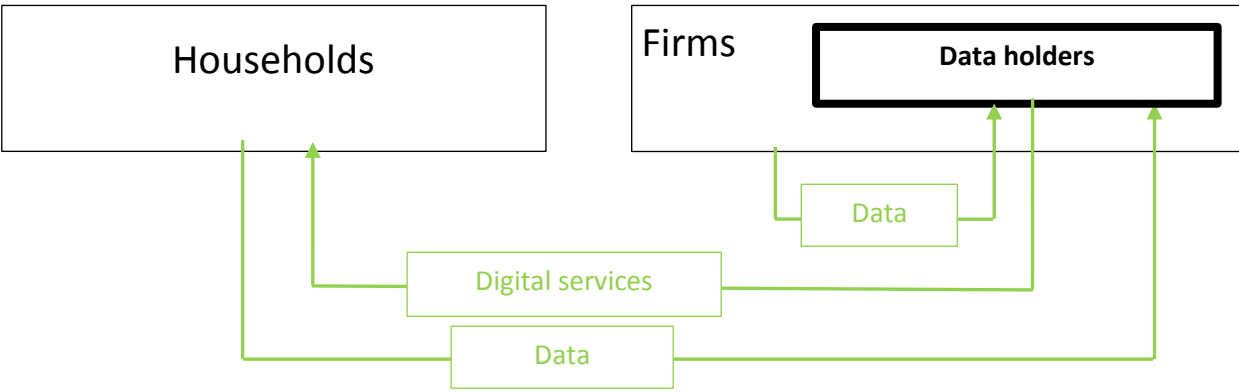 Households
Firms
Data holders
Data
Digital services
Data